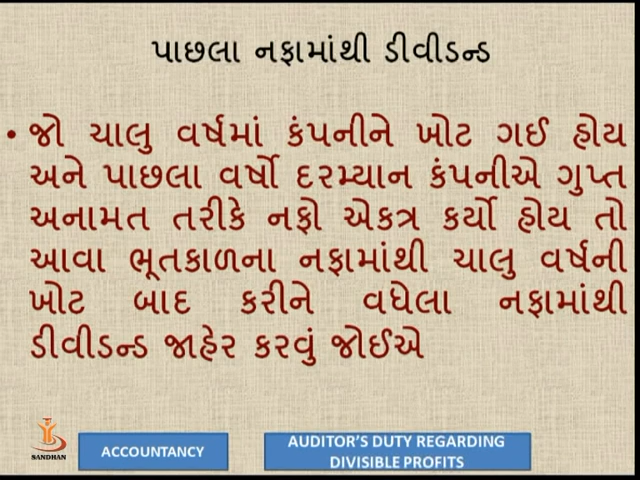 પાછલા નફામાંથી ડીવીડન્ડ
• જો ચાલુ વર્ષમાં કંપનીને ખોટ ગઈ હોય
અને પાછલા વર્ષો દરમ્યાન કંપનીએ ગુપ્ત
અનામત તરીકે નફો એકત્ર કર્યો હોય તો
આવા ભૂતકાળના નફામાંથી ચાલુ વર્ષની
ખોટ બાદ કરીને વધેલા નફામાંથી
ડીવીડન્ડ જાહેર કરવું જોઈએ
SANDHAN
ACCOUNTANCY
AUDITOR'S DUTY REGARDING
DIVISIBLE PROFITS